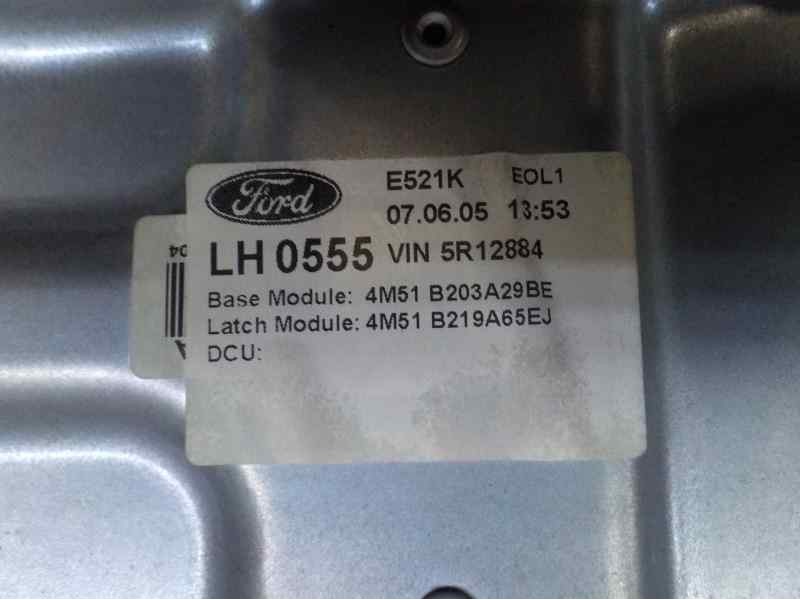 Ford
E521K EOL1
07.06.05 13:53
LH 0555 VIN 5R12884
Base Module: 4M51 B203A29BE
Latch Module: 4M51 B219A65EJ
DCU:
04